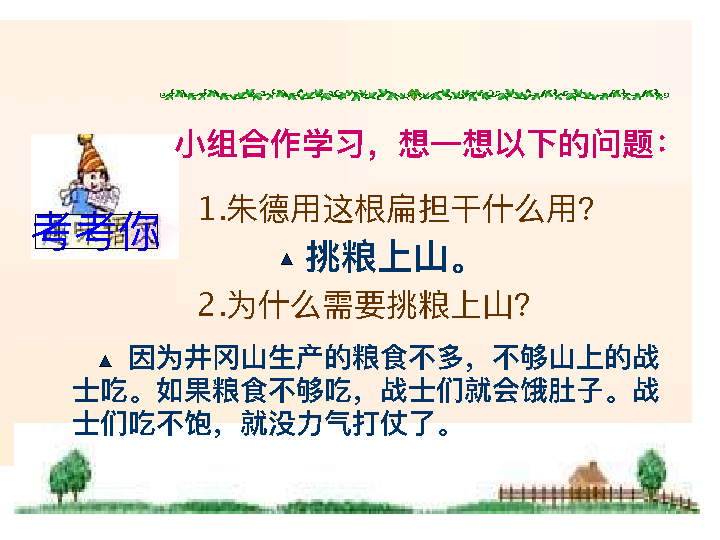 小组合作学习，想一想以下的问题：
考考你
1.朱德用这根扁担干什么用？
▲ 挑粮上山。
2.为什么需要挑粮上山？
▲ 因为井冈山生产的粮食不多，不够山上的战
士吃。如果粮食不够吃，战士们就会饿肚子。战
士们吃不饱，就没力气打仗了。